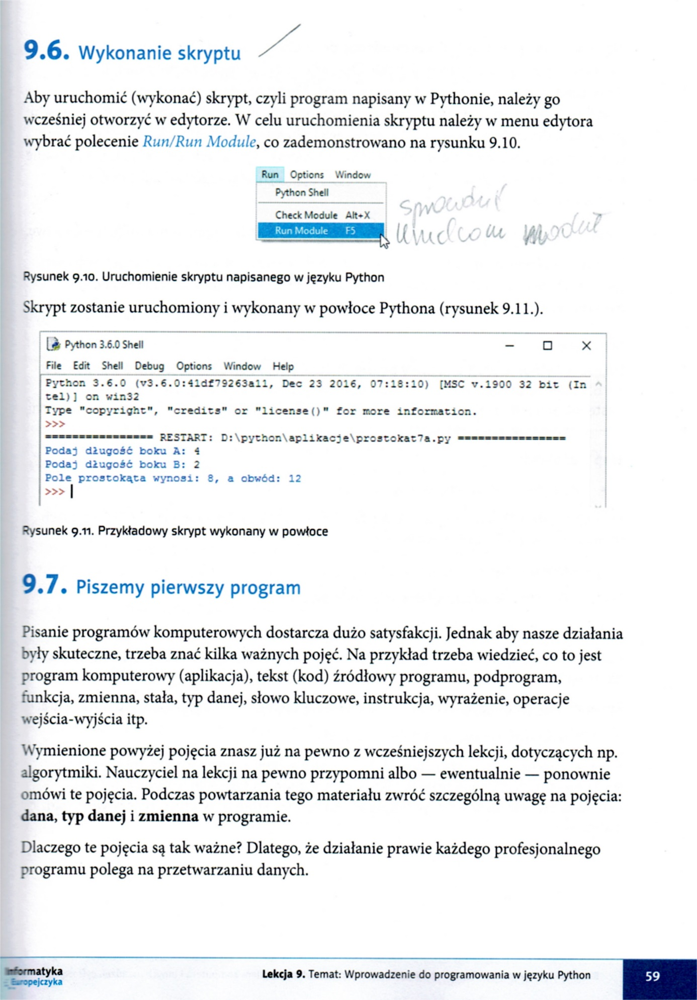 9.6. Wykonanie skryptu
Aby uruchomić (wykonać) skrypt, czyli program napisany w Pythonie, należy go
wcześniej otworzyć w edytorze. W celu uruchomienia skryptu należy w menu edytora
wybrać polecenie Run/Run Module, co zademonstrowano na rysunku 9.10.
Run Options Window
Python Shell
Check Module Alt+X
Run Module F5
moduł
Rysunek 9.10. Uruchomienie skryptu napisanego w języku Python
Skrypt zostanie uruchomiony i wykonany w powłoce Pythona (rysunek 9.11.).
Python 3.6.0 Shell
File Edit Shell Debug Options Window Help
Python 3.6.0 (v3.6.0:41df79263a11, Dec 23 2016, 07:18:10) [MSC v.1900 32 bit (In
tel)] on win32
Type "copyright", "credits" or "license()" for more information.
>>>
================ RESTART: D:\python\aplikacje\prostokat7a.py ================
Podaj długość boku A: 4
Podaj długość boku B: 2
Pole prostokąta wynosi: 8, a obwód: 12
>>>
Rysunek 9.11. Przykładowy skrypt wykonany w powłoce
9.7. Piszemy pierwszy program
Pisanie programów komputerowych dostarcza dużo satysfakcji. Jednak aby nasze działania
były skuteczne, trzeba znać kilka ważnych pojęć. Na przykład trzeba wiedzieć, co to jest
program komputerowy (aplikacja), tekst (kod) źródłowy programu, podprogram,
funkcja, zmienna, stała, typ danej, słowo kluczowe, instrukcja, wyrażenie, operacje
wejścia-wyjścia itp.
Wymienione powyżej pojęcia znasz już na pewno z wcześniejszych lekcji, dotyczących np.
algorytmiki. Nauczyciel na lekcji na pewno przypomni albo — ewentualnie — ponownie
omówi te pojęcia. Podczas powtarzania tego materiału zwróć szczególną uwagę na pojęcia:
dana, typ danej i zmienna w programie.
Dlaczego te pojęcia są tak ważne? Dlatego, że działanie prawie każdego profesjonalnego
programu polega na przetwarzaniu danych.
Informatyka
Europejczyka
Lekcja 9. Temat: Wprowadzenie do programowania w języku Python
59